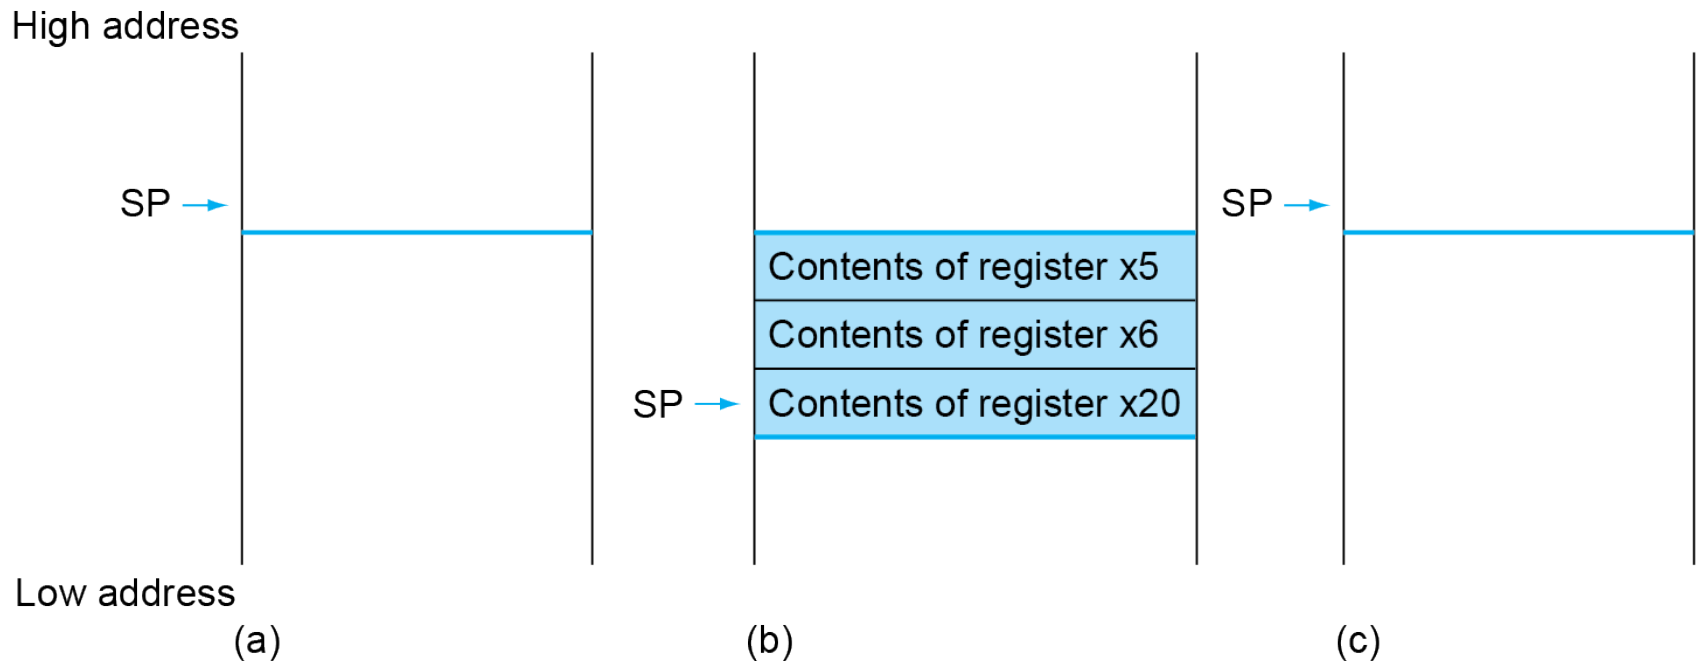 High address
SP
SP
Contents of register x5
Contents of register x6
SP
Contents of register x20
Low address
(a)
(b)
(c)